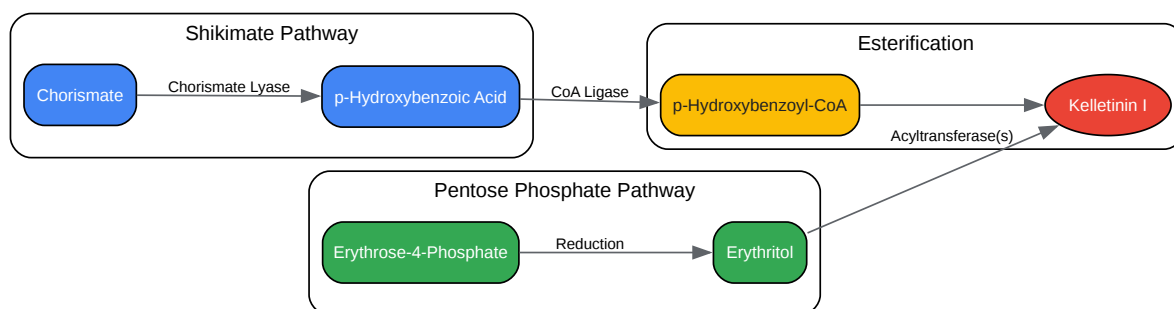 Shikimate Pathway
Chorismate
Chorismate Lyase
p-Hydroxybenzoic Acid
CoA Ligase
Esterification
p-Hydroxybenzoyl-CoA
Kelletinin I
Acyltransferase(s)
Pentose Phosphate Pathway
Erythrose-4-Phosphate
Reduction
Erythritol